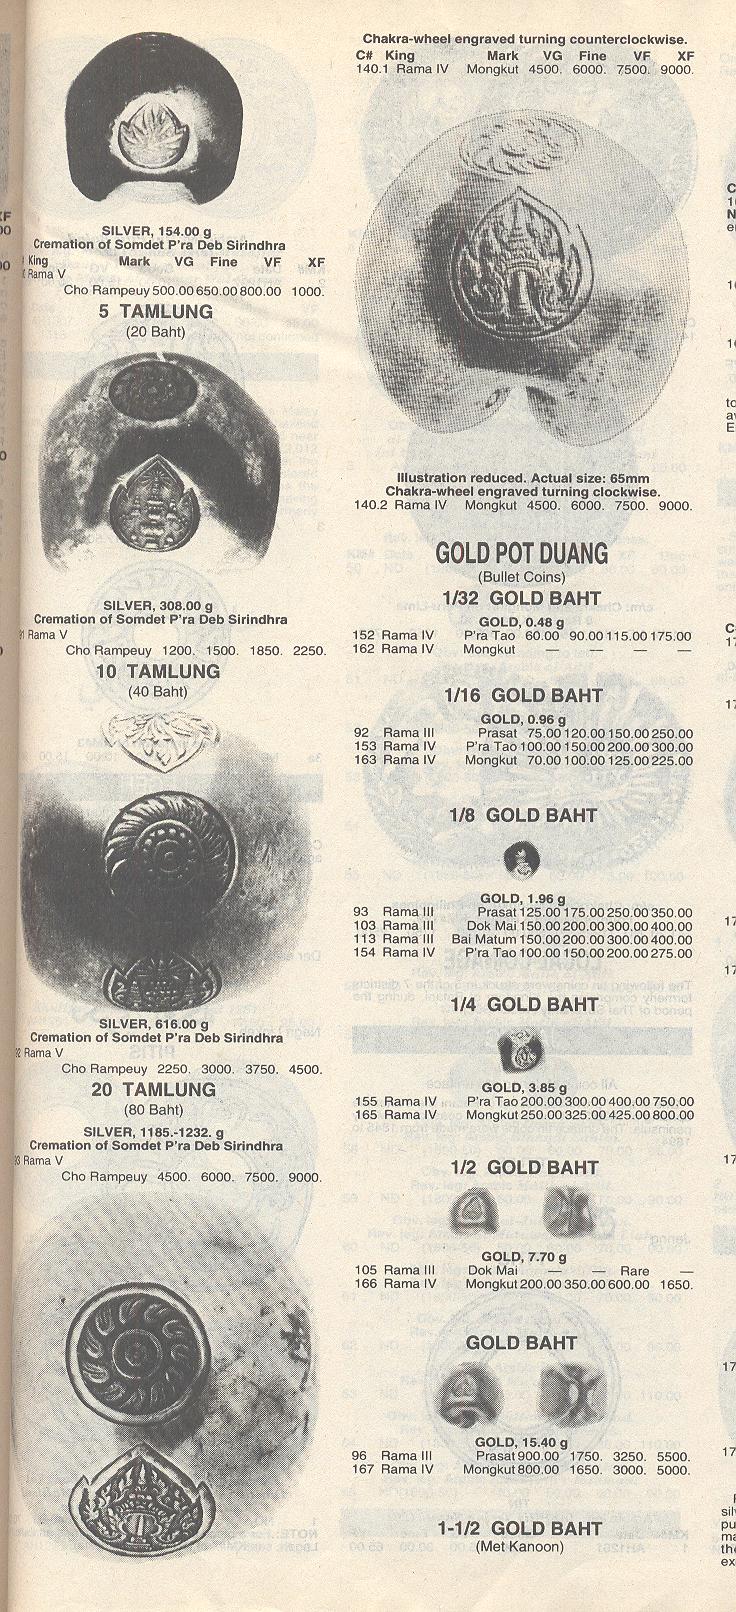 SILVER, 154.00 g
Cremation of Somdet P'ra Deb Sirindhra
King Mark VG Fine VF XF
Rama V
Cho Rampeuy 500.00 650.00 800.00 1000.
5 TAMLUNG
(20 Baht)
SILVER, 308.00 g
Cremation of Somdet P'ra Deb Sirindhra
Rama V
Cho Rampeuy 1200. 1500. 1850. 2250.
10 TAMLUNG
(40 Baht)
SILVER, 616.00 g
Cremation of Somdet P'ra Deb Sirindhra
Rama V
Cho Rampeuy 2250. 3000. 3750. 4500.
20 TAMLUNG
(80 Baht)
SILVER, 1185.-1232. g
Cremation of Somdet P'ra Deb Sirindhra
Rama V
Cho Rampeuy 4500. 6000. 7500. 9000.
Chakra-wheel engraved turning counterclockwise.
C# King Mark VG Fine VF XF
140.1 Rama IV Mongkut 4500. 6000. 7500. 9000.
Illustration reduced. Actual size: 65mm
Chakra-wheel engraved turning clockwise.
140.2 Rama IV Mongkut 4500. 6000. 7500. 9000.
GOLD POT DUANG
(Bullet Coins)
1/32 GOLD BAHT
GOLD, 0.48 g
152 Rama IV P'ra Tao 60.00 90.00 115.00 175.00
162 Rama IV Mongkut — — — —
1/16 GOLD BAHT
GOLD, 0.96 g
92 Rama III Prasat 75.00 120.00 150.00 250.00
153 Rama IV P'ra Tao 100.00 150.00 200.00 300.00
163 Rama IV Mongkut 70.00 100.00 125.00 225.00
1/8 GOLD BAHT
GOLD, 1.96 g
93 Rama III Prasat 125.00 175.00 250.00 350.00
103 Rama III Dok Mai 150.00 200.00 300.00 400.00
113 Rama III Bai Matum 150.00 200.00 300.00 400.00
154 Rama IV P'ra Tao 100.00 150.00 200.00 275.00
1/4 GOLD BAHT
GOLD, 3.85 g
155 Rama IV P'ra Tao 200.00 300.00 400.00 750.00
165 Rama IV Mongkut 250.00 325.00 425.00 800.00
1/2 GOLD BAHT
GOLD, 7.70 g
105 Rama III Dok Mai — — Rare —
166 Rama IV Mongkut 200.00 350.00 600.00 1650.
GOLD BAHT
GOLD, 15.40 g
96 Rama III Prasat 900.00 1750. 3250. 5500.
167 Rama IV Mongkut 800.00 1650. 3000. 5000.
1-1/2 GOLD BAHT
(Met Kanoon)